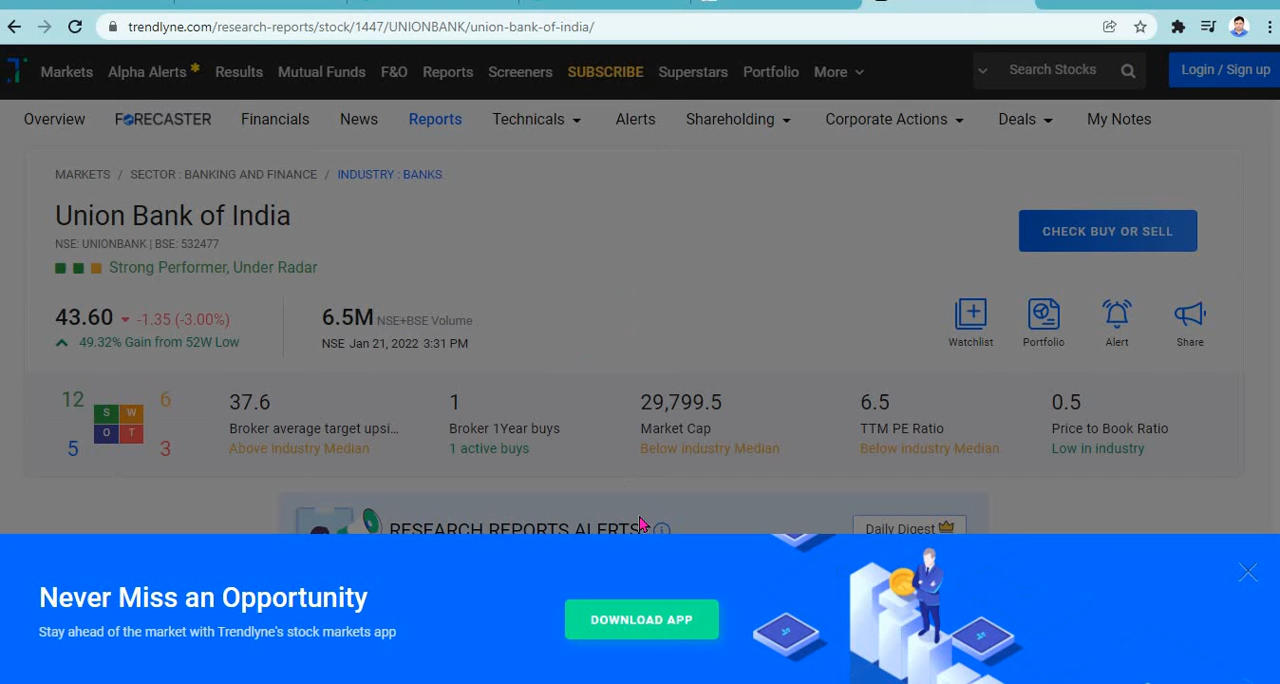 trendlyne.com/research-reports/stock/1447/UNIONBANK/union-bank-of-india/
Markets Alpha Alerts Results Mutual Funds F&O Reports Screeners SUBSCRIBE Superstars Portfolio More Search Stocks Login / Sign up
Overview FORECASTER Financials News Reports Technicals Alerts Shareholding Corporate Actions Deals My Notes
MARKETS / SECTOR : BANKING AND FINANCE / INDUSTRY : BANKS
Union Bank of India
NSE: UNIONBANK | BSE: 532477
CHECK BUY OR SELL
Strong Performer, Under Radar
43.60 -1.35 (-3.00%) 6.5M NSE+BSE Volume
49.32% Gain from 52W Low NSE Jan 21, 2022 3:31 PM
Watchlist Portfolio Alert Share
12 6 37.6 1 29,799.5 6.5 0.5
S W
O T
Broker average target upsi... Broker 1Year buys Market Cap TTM PE Ratio Price to Book Ratio
5 3 Above Industry Median 1 active buys Below industry Median Below industry Median Low in industry
RESEARCH REPORTS ALERTS Daily Digest
Never Miss an Opportunity
Stay ahead of the market with Trendlyne's stock markets app
DOWNLOAD APP